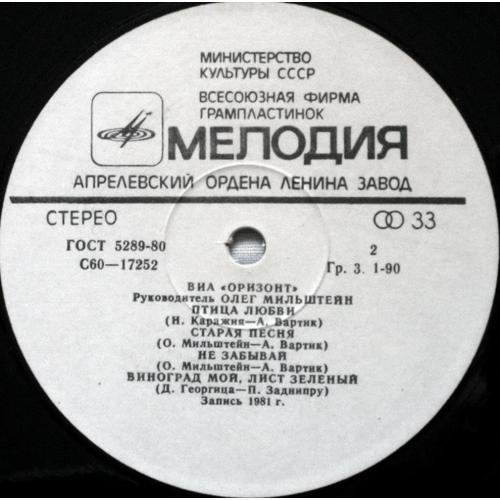 МИНИСТЕРСТВО
КУЛЬТУРЫ СССР
ВСЕСОЮЗНАЯ ФИРМА
ГРАМПЛАСТИНОК
МЕЛОДИЯ
АПРЕЛЕВСКИЙ ОРДЕНА ЛЕНИНА ЗАВОД
СТЕРЕО
33
ГОСТ 5289-80
2
С60—17252
Гр. 3. 1-90
ВИА «ОРИЗОНТ»
Руководитель ОЛЕГ МИЛЬШТЕЙН
ПТИЦА ЛЮБВИ
(Н. Каражия—А. Вартик)
СТАРАЯ ПЕСНЯ
(О. Мильштейн—А. Вартик)
НЕ ЗАБЫВАЙ
(О. Мильштейн—А. Вартик)
ВИНОГРАД МОЙ, ЛИСТ ЗЕЛЕНЫЙ
(Д. Георгица—П. Заднипру)
Запись 1981 г.